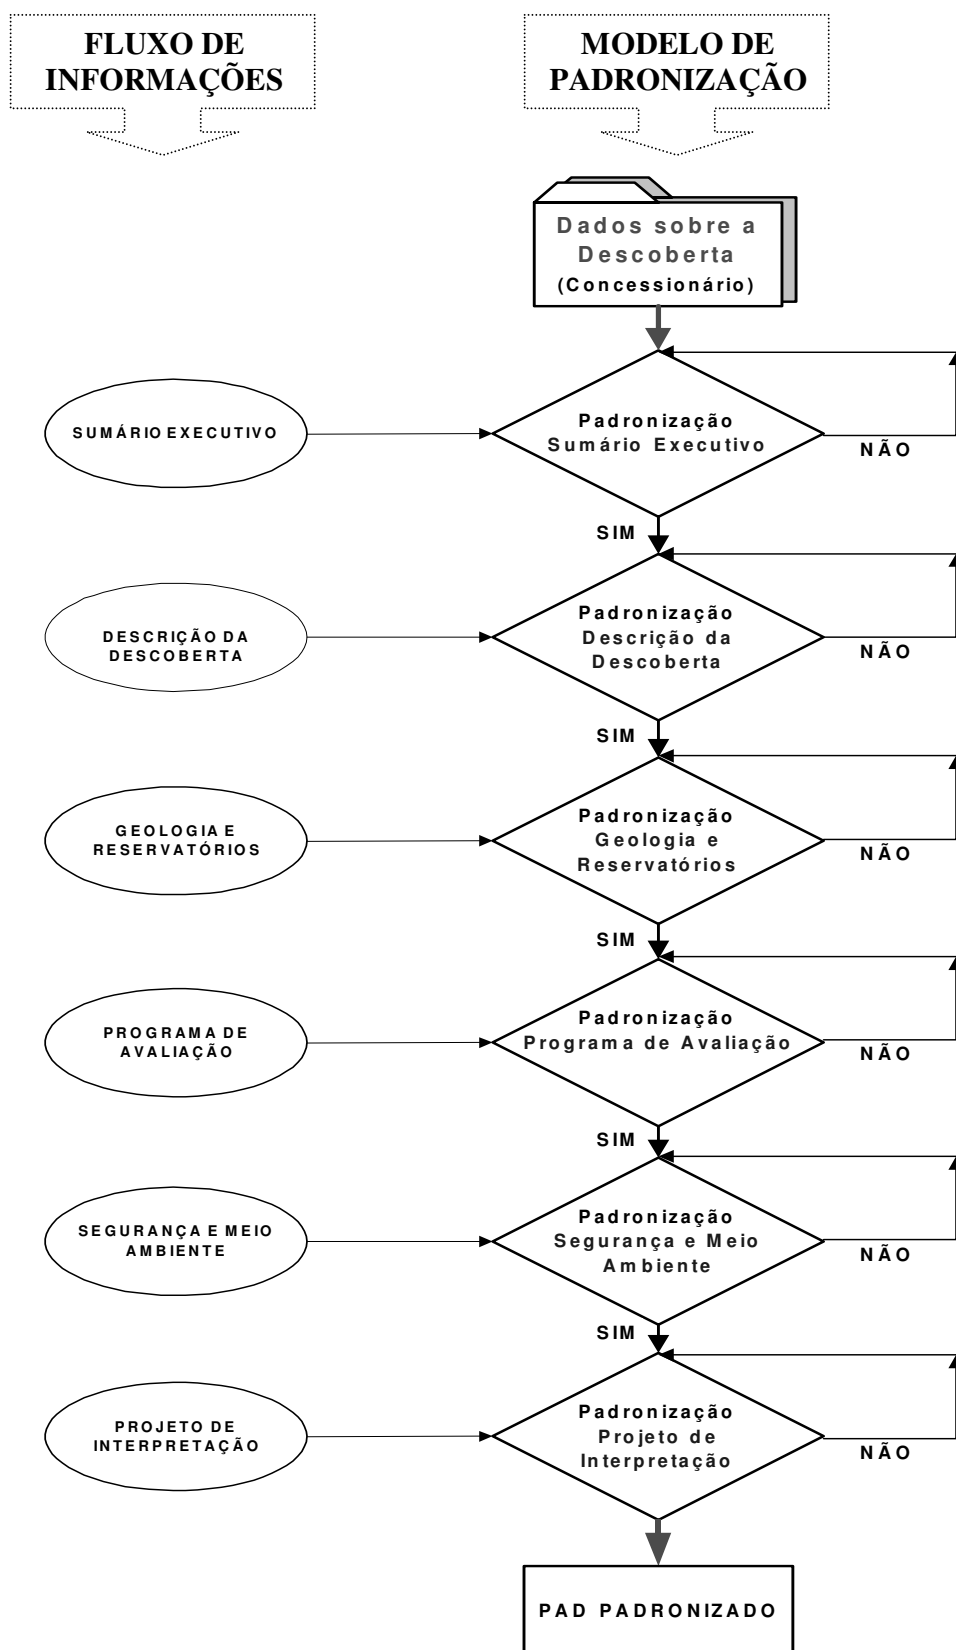 FLUXO DE
INFORMAÇÕES
MODELO DE
PADRONIZAÇÃO
Dados sobre a
Descoberta
(Concessionário)
SUMÁRIO EXECUTIVO
Padronização
Sumário Executivo
NÃO
SIM
DESCRIÇÃO DA
DESCOBERTA
Padronização
Descrição da
Descoberta
NÃO
SIM
GEOLOGIA E
RESERVATÓRIOS
Padronização
Geologia e
Reservatórios
NÃO
SIM
PROGRAMA DE
AVALIAÇÃO
Padronização
Programa de Avaliação
NÃO
SIM
SEGURANÇA E MEIO
AMBIENTE
Padronização
Segurança e Meio
Ambiente
NÃO
SIM
PROJETO DE
INTERPRETAÇÃO
Padronização
Projeto de
Interpretação
NÃO
PAD PADRONIZADO